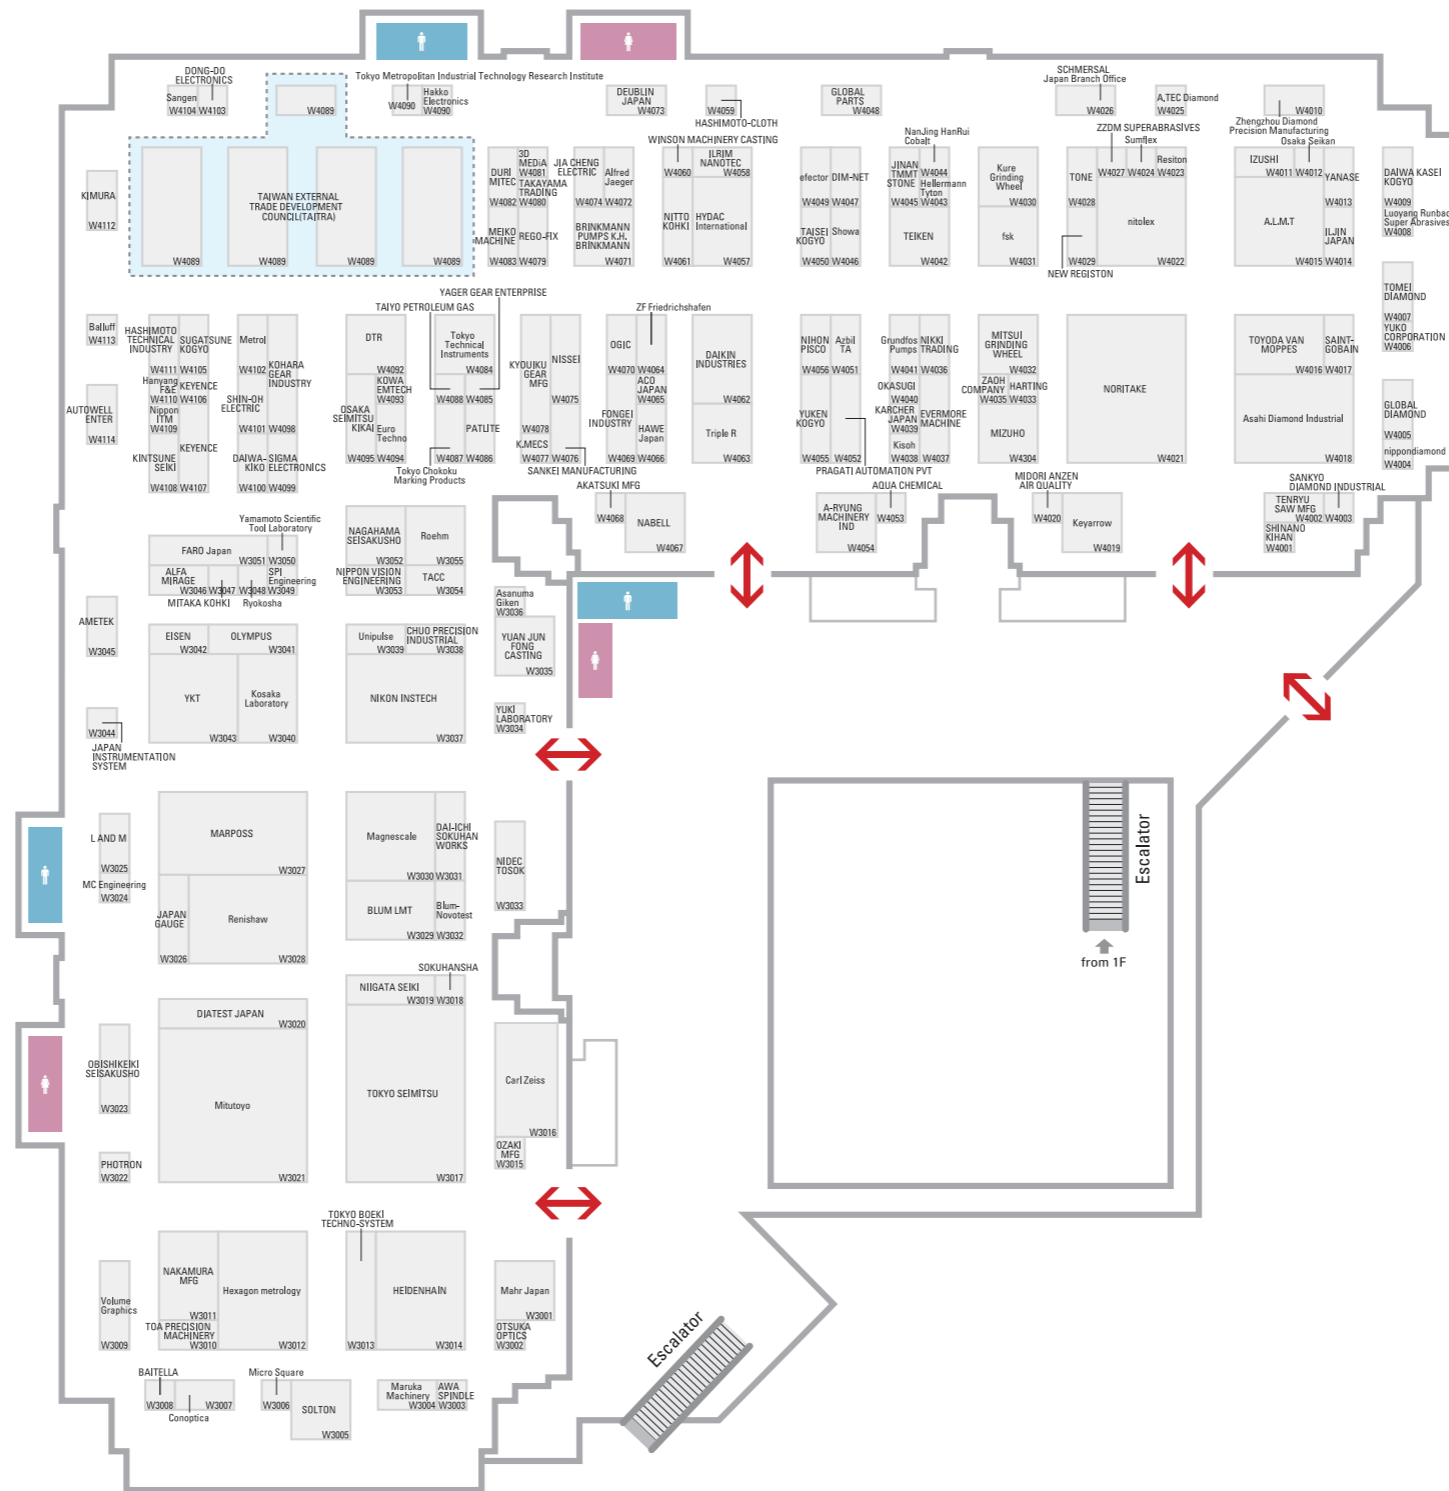 DONG-DO
ELECTRONICS
Sangen
W4104
W4103
W4089
Tokyo Metropolitan Industrial Technology Research Institute
W4090
Hakko
Electronics
W4090
DEUBLIN
JAPAN
W4073
W4059
HASHIMOTO-CLOTH
GLOBAL
PARTS
W4048
SCHMERSAL
Japan Branch Office
W4026
A,TEC Diamond
W4025
W4010
Zhengzhou Diamond
Precision Manufacturing
KIMURA
W4112
TAIWAN EXTERNAL
TRADE DEVELOPMENT
COUNCIL(TAITRA)
W4089
W4089
W4089
W4089
DURI
MITEC
W4082
3D
MEDiA
W4081
TAKAYAMA
TRADING
W4080
MEIKO
MACHINE
W4083
REGO-FIX
W4079
JIA CHENG
ELECTRIC
W4074
Alfred
Jaeger
W4072
BRINKMANN
PUMPS K.H.
BRINKMANN
W4071
WINSON MACHINERY CASTING
W4060
ILRIM
NANOTEC
W4058
NITTO
KOHKI
W4061
HYDAC
International
W4057
efector
W4049
DIM-NET
W4047
TAISEI
KOGYO
W4050
Showa
W4046
NanJing HanRui
Cobalt
JINAN
TMMT
STONE
W4045
W4044
Hellermann
Tyton
W4043
TEIKEN
W4042
Kure
Grinding
Wheel
W4030
fsk
W4031
ZZDM SUPERABRASIVES
Sumflex
Resiton
TONE
W4028
W4027
W4024
W4023
nitolex
W4029
W4022
NEW REGISTON
Osaka Seikan
IZUSHI
W4011
W4012
YANASE
W4013
A.L.M.T
W4015
ILJIN
JAPAN
W4014
DAIWA KASEI
KOGYO
W4009
Luoyang Runbao
Super Abrasives
W4008
Balluff
W4113
AUTOWELL
ENTER
W4114
HASHIMOTO
TECHNICAL
INDUSTRY
W4111
SUGATSUNE
KOGYO
W4105
Hanyang
F&E
W4110
KEYENCE
W4106
Nippon
ITM
W4109
KEYENCE
W4107
KINTSUNE
SEIKI
W4108
Metrol
W4102
KOHARA
GEAR
INDUSTRY
W4098
SHIN-OH
ELECTRIC
W4101
DAIWA-
KIKO
W4100
SIGMA
ELECTRONICS
W4099
DTR
W4092
KOWA
EMTECH
W4093
OSAKA
SEIMITSU
KIKAI
W4095
Euro
Techno
W4094
TAIYO PETROLEUM GAS
YAGER GEAR ENTERPRISE
Tokyo
Technical
Instruments
W4084
W4088
W4085
PATLITE
W4087
W4086
Tokyo Chokoku
Marking Products
KYOUIKU
GEAR
MFG
W4078
NISSEI
W4075
K.MECS
W4077
W4076
SANKEI MANUFACTURING
ZF Friedrichshafen
OGIC
W4070
W4064
ACO
JAPAN
W4065
FONGEI
INDUSTRY
W4069
HAWE
Japan
W4066
DAIKIN
INDUSTRIES
W4062
Triple R
W4063
NIHON
PISCO
W4056
Azbil
TA
W4051
YUKEN
KOGYO
W4055
W4052
PRAGATI AUTOMATION PVT
Grundfos
Pumps
W4041
NIKKI
TRADING
W4036
OKASUGI
W4040
KARCHER
JAPAN
W4039
EVERMORE
MACHINE
W4037
Kisoh
W4038
MITSUI
GRINDING
WHEEL
W4032
ZAOH
COMPANY
W4035
HARTING
W4033
MIZUHO
W4304
NORITAKE
W4021
TOYODA VAN
MOPPES
W4016
SAINT-
GOBAIN
W4017
Asahi Diamond Industrial
W4018
TOMEI
DIAMOND
W4007
YUKO
CORPORATION
W4006
GLOBAL
DIAMOND
W4005
nippondiamond
W4004
AKATSUKI MFG
W4068
NABELL
W4067
AQUA CHEMICAL
A-RYUNG
MACHINERY
IND
W4054
W4053
MIDORI ANZEN
AIR QUALITY
W4020
Keyarrow
W4019
SANKYO
DIAMOND INDUSTRIAL
TENRYU
SAW MFG
W4002
W4003
SHINANO
KIHAN
W4001
Yamamoto Scientific
Tool Laboratory
FARO Japan
W3051
W3050
ALFA
MIRAGE
W3046
W3047
W3048
SPI
Engineering
W3049
MITAKA KOHKI
Ryokosha
NAGAHAMA
SEISAKUSHO
W3052
Roehm
W3055
NIPPON VISION
ENGINEERING
W3053
TACC
W3054
Asanuma
Giken
W3036
AMETEK
W3045
EISEN
W3042
OLYMPUS
W3041
YKT
W3043
Kosaka
Laboratory
W3040
Unipulse
W3039
CHUO PRECISION
INDUSTRIAL
W3038
NIKON INSTECH
W3037
YUAN JUN
FONG
CASTING
W3035
YUKI
LABORATORY
W3034
W3044
JAPAN
INSTRUMENTATION
SYSTEM
L AND M
W3025
MC Engineering
W3024
MARPOSS
W3027
JAPAN
GAUGE
W3026
Renishaw
W3028
Magnescale
W3030
DAI-ICHI
SOKUHAN
WORKS
W3031
BLUM LMT
W3029
Blum-
Novotest
W3032
NIDEC
TOSOK
W3033
Escalator
from 1F
SOKUHANSHA
NIIGATA SEIKI
W3019
W3018
DIATEST JAPAN
W3020
OBISHIKEIKI
SEISAKUSHO
W3023
Mitutoyo
W3021
TOKYO SEIMITSU
W3017
Carl Zeiss
W3016
OZAKI
MFG
W3015
PHOTRON
W3022
TOKYO BOEKI
TECHNO-SYSTEM
Volume
Graphics
W3009
NAKAMURA
MFG
W3011
TOA PRECISION
MACHINERY
W3010
Hexagon metrology
W3012
W3013
HEIDENHAIN
W3014
Mahr Japan
W3001
OTSUKA
OPTICS
W3002
Escalator
BAITELLA
W3008
W3007
Conoptica
Micro Square
W3006
SOLTON
W3005
Maruka
Machinery
W3004
AWA
SPINDLE
W3003